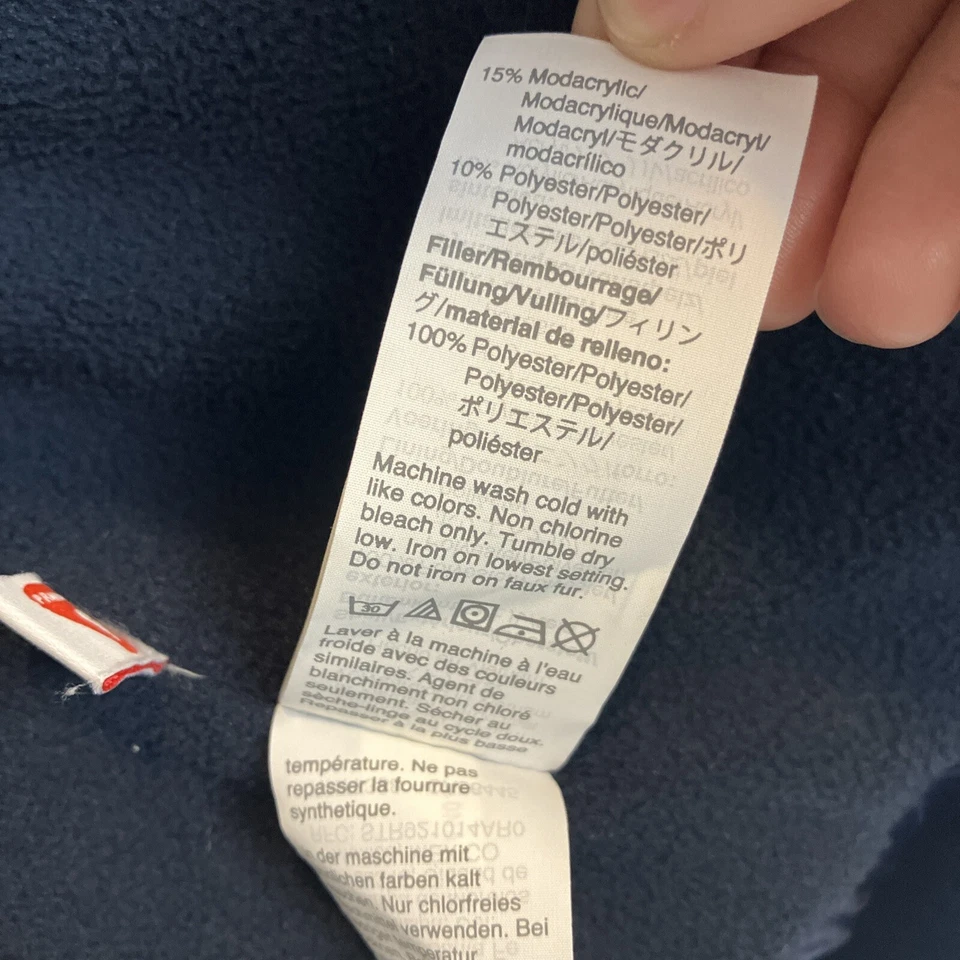 15% Modacrylic/
Modacrylique/Modacryl/
Modacryl/モダクリル/
modacrílico
10% Polyester/Polyester/
Polyester/Polyester/ポリ
エステル/poliéster
Filler/Rembourrage/
Füllung/Vulling/フィリン
グ/material de relleno:
100% Polyester/Polyester/
Polyester/Polyester/
ポリエステル/
poliéster
Machine wash cold with
like colors. Non chlorine
bleach only. Tumble dry
low. Iron on lowest setting.
Do not iron on faux fur.
30
Laver à la machine à l'eau
froide avec des couleurs
similaires. Agent de
blanchiment non chloré
seulement. Sécher au
sèche-linge au cycle doux.
Repasser à la plus basse
température. Ne pas
repasser la fourrure
synthetique.
der maschine mit
chen farben kalt
Nur chlorfreies
verwenden. Bei